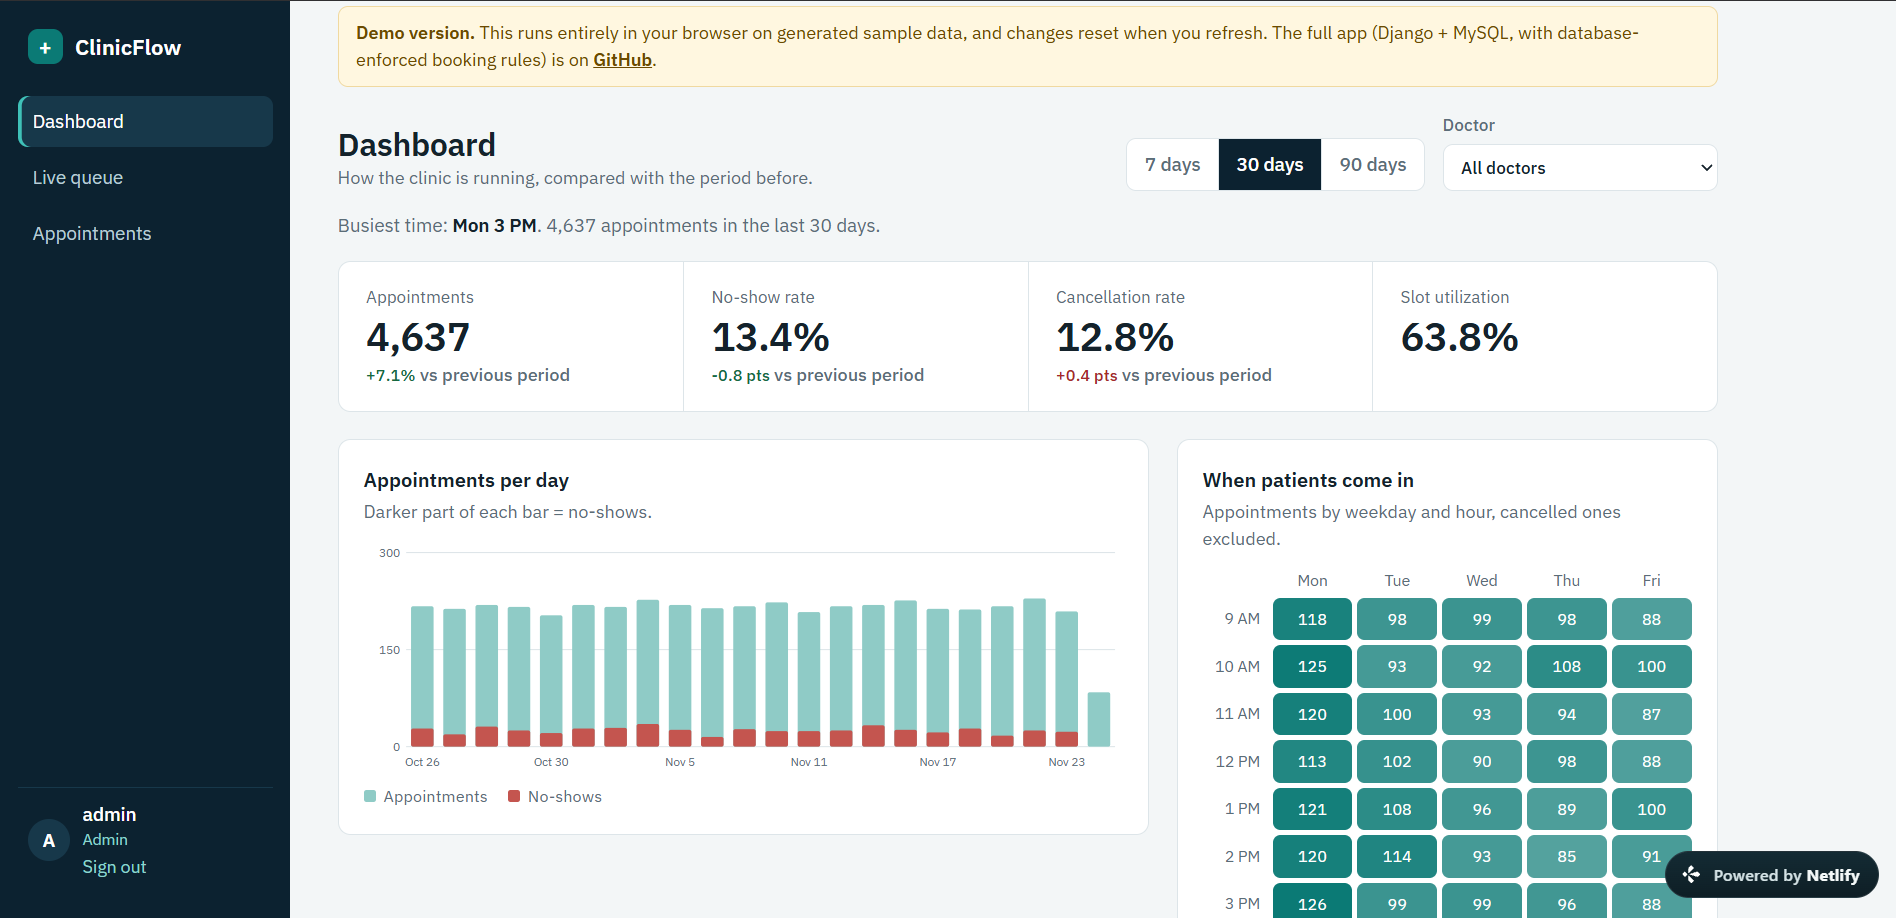 ClinicFlow
Dashboard
Live queue
Appointments
A
admin
Admin
Sign out
Demo version. This runs entirely in your browser on generated sample data, and changes reset when you refresh. The full app (Django + MySQL, with database-
enforced booking rules) is on GitHub.
Dashboard
How the clinic is running, compared with the period before.
7 days 30 days 90 days
Doctor
All doctors
Busiest time: Mon 3 PM. 4,637 appointments in the last 30 days.
Appointments
4,637
+7.1% vs previous period
No-show rate
13.4%
-0.8 pts vs previous period
Cancellation rate
12.8%
+0.4 pts vs previous period
Slot utilization
63.8%
Appointments per day
Darker part of each bar = no-shows.
300
150
0
Oct 26 Oct 30 Nov 5 Nov 11 Nov 17 Nov 23
Appointments No-shows
When patients come in
Appointments by weekday and hour, cancelled ones
excluded.
Mon Tue Wed Thu Fri
9 AM 118 98 99 98 88
10 AM 125 93 92 108 100
11 AM 120 100 93 94 87
12 PM 113 102 90 98 88
1 PM 121 108 96 89 100
2 PM 120 114 93 85 91
3 PM 126 99 99 96 88
Powered by Netlify